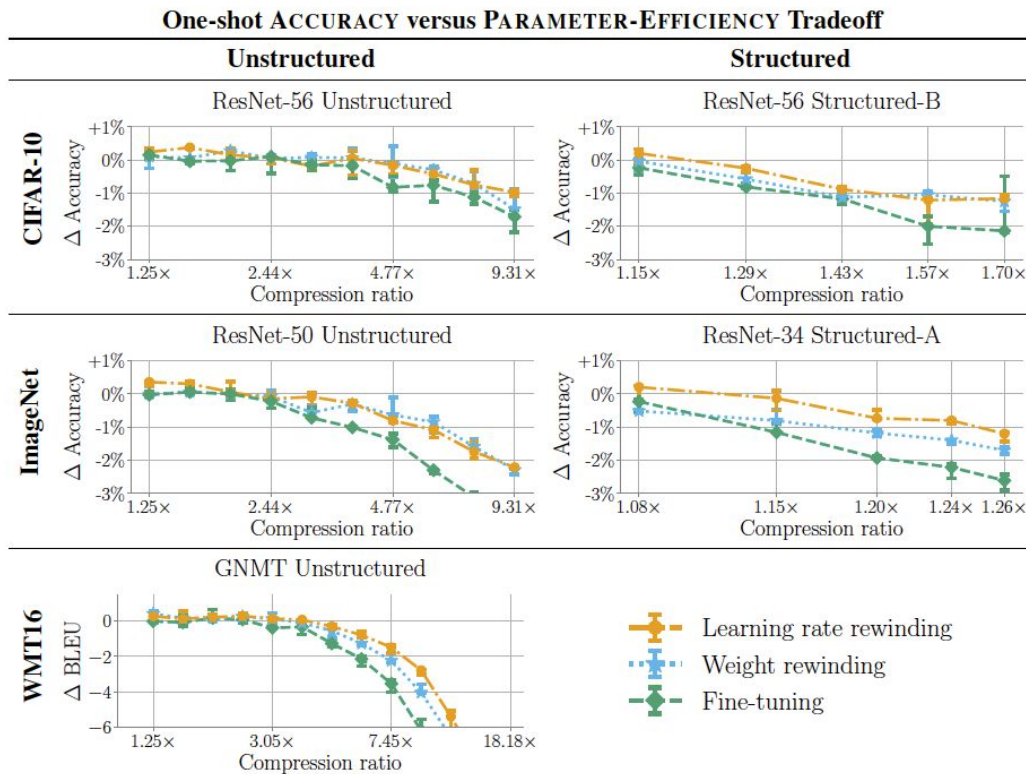 One-shot ACCURACY versus PARAMETER-EFFICIENCY Tradeoff
Unstructured
Structured
CIFAR-10
ResNet-56 Unstructured
Δ Accuracy
+1%
0%
-1%
-2%
-3%
1.25× 2.44× 4.77× 9.31×
Compression ratio
ResNet-56 Structured-B
Δ Accuracy
+1%
0%
-1%
-2%
-3%
1.15× 1.29× 1.43× 1.57× 1.70×
Compression ratio
ImageNet
ResNet-50 Unstructured
Δ Accuracy
+1%
0%
-1%
-2%
-3%
1.25× 2.44× 4.77× 9.31×
Compression ratio
ResNet-34 Structured-A
Δ Accuracy
+1%
0%
-1%
-2%
-3%
1.08× 1.15× 1.20× 1.24× 1.26×
Compression ratio
WMT16
GNMT Unstructured
Δ BLEU
0
−2
−4
−6
1.25× 3.05× 7.45× 18.18×
Compression ratio
Learning rate rewinding
Weight rewinding
Fine-tuning